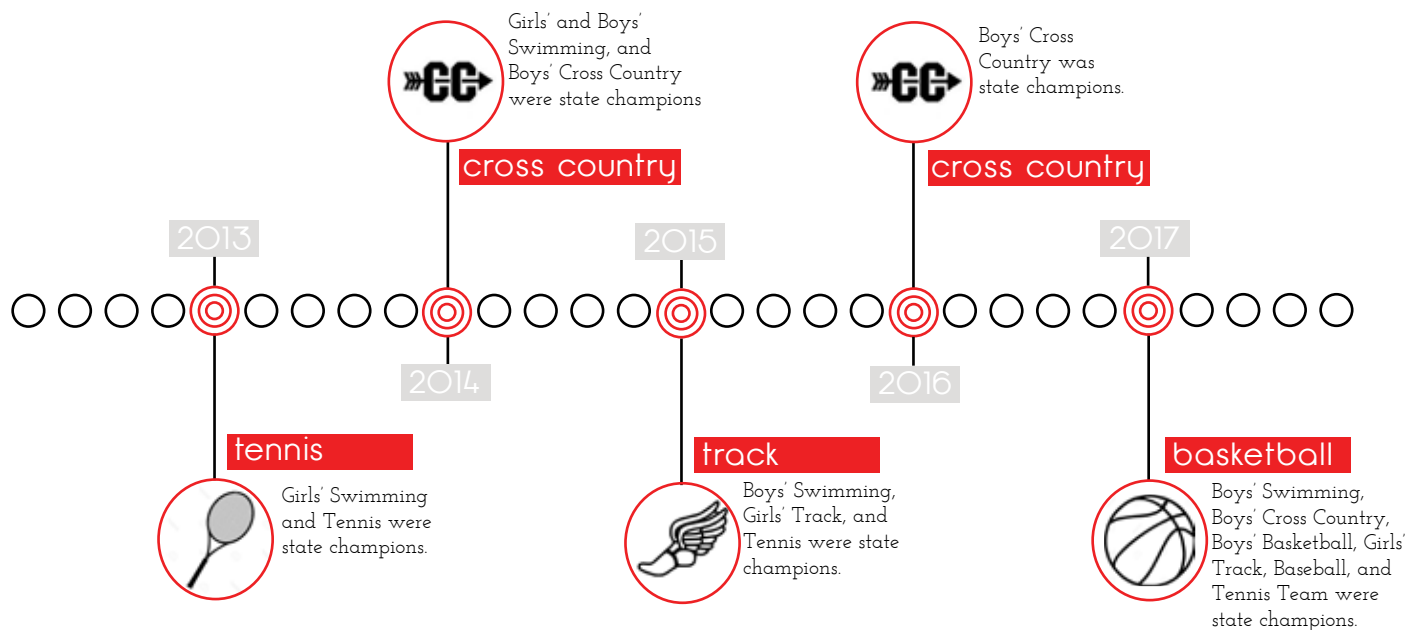 2013
tennis
Girls' Swimming
and Tennis were
state champions.
Girls' and Boys'
Swimming, and
Boys' Cross Country
were state champions
CC
cross country
2014
2015
track
Boys' Swimming,
Girls' Track, and
Tennis were state
champions.
Boys' Cross
Country was
state champions.
CC
cross country
2016
2017
basketball
Boys' Swimming,
Boys' Cross Country,
Boys' Basketball, Girls'
Track, Baseball, and
Tennis Team were
state champions.